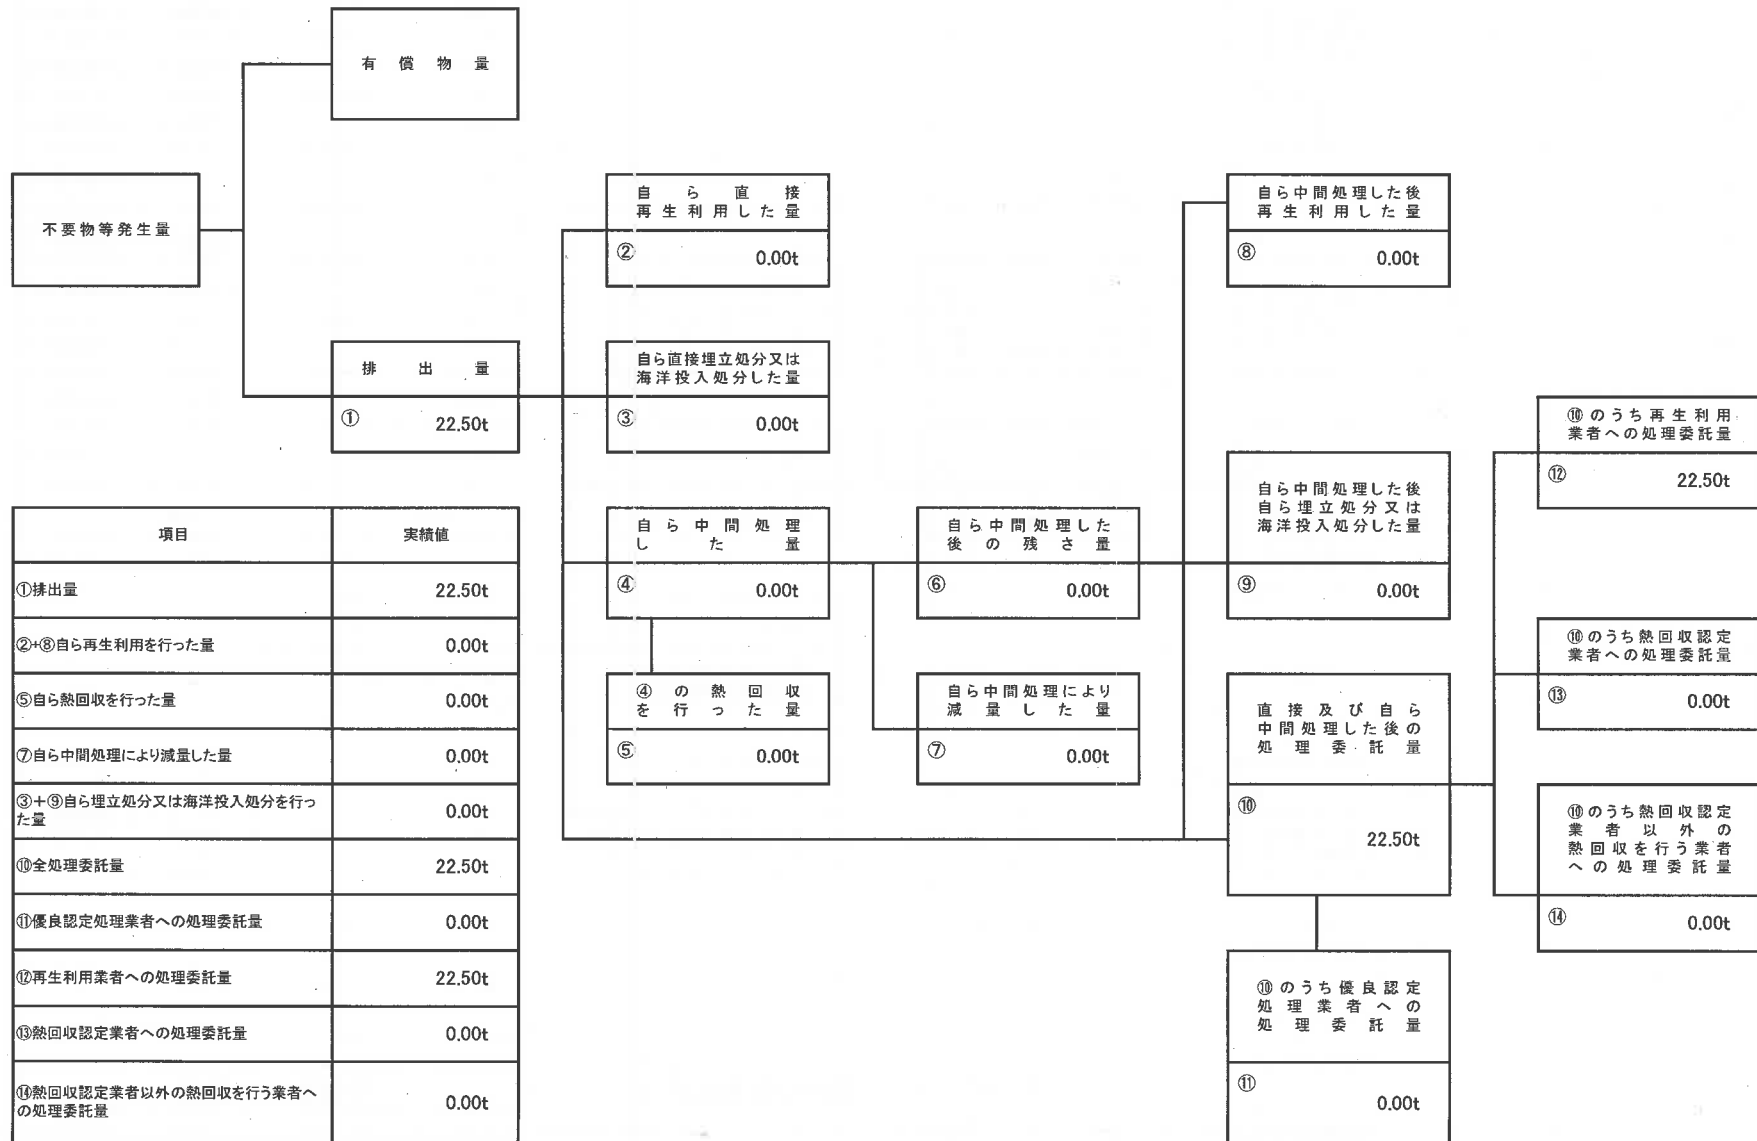 有償物量
不要物等発生量
排出量
① 22.50t
自ら直接
再生利用した量
② 0.00t
自ら直接埋立処分又は
海洋投入処分した量
③ 0.00t
自ら中間処理
した量
④ 0.00t
④の熱回収
を行った量
⑤ 0.00t
自ら中間処理した
後の残さ量
⑥ 0.00t
自ら中間処理により
減量した量
⑦ 0.00t
自ら中間処理した後
再生利用した量
⑧ 0.00t
自ら中間処理した後
自ら埋立処分又は
海洋投入処分した量
⑨ 0.00t
直接及び自ら
中間処理した後の
処理委託量
⑩
22.50t
⑩のうち優良認定
処理業者への
処理委託量
⑪
0.00t
⑩のうち再生利用
業者への処理委託量
⑫ 22.50t
⑩のうち熱回収認定
業者への処理委託量
⑬ 0.00t
⑩のうち熱回収認定
業者以外の
熱回収を行う業者
への処理委託量
⑭ 0.00t
項目 実績値
①排出量 22.50t
②+⑧自ら再生利用を行った量 0.00t
⑤自ら熱回収を行った量 0.00t
⑦自ら中間処理により減量した量 0.00t
③+⑨自ら埋立処分又は海洋投入処分を行っ
た量 0.00t
⑩全処理委託量 22.50t
⑪優良認定処理業者への処理委託量 0.00t
⑫再生利用業者への処理委託量 22.50t
⑬熱回収認定業者への処理委託量 0.00t
⑭熱回収認定業者以外の熱回収を行う業者へ
の処理委託量 0.00t